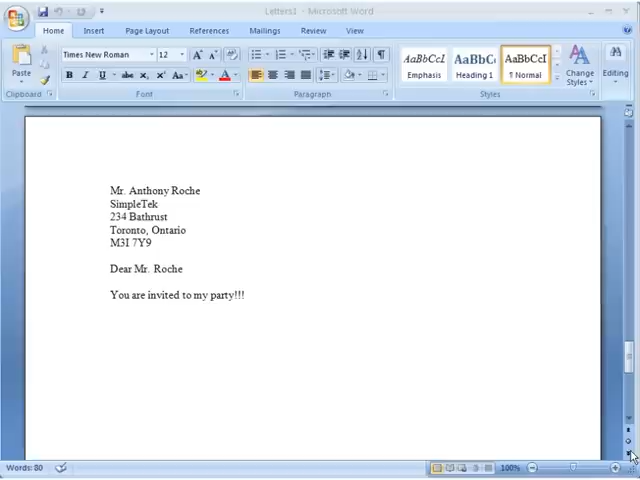 Letters1 - Microsoft Word
Home Insert Page Layout References Mailings Review View
Times New Roman 12
Paste
AaBbCcI AaBbCc AaBbCcI
Emphasis Heading 1 ¶ Normal
Change Styles
Editing
Clipboard Font Paragraph Styles
Mr. Anthony Roche
SimpleTek
234 Bathrust
Toronto, Ontario
M3I 7Y9
Dear Mr. Roche
You are invited to my party!!!
Words: 80 100%